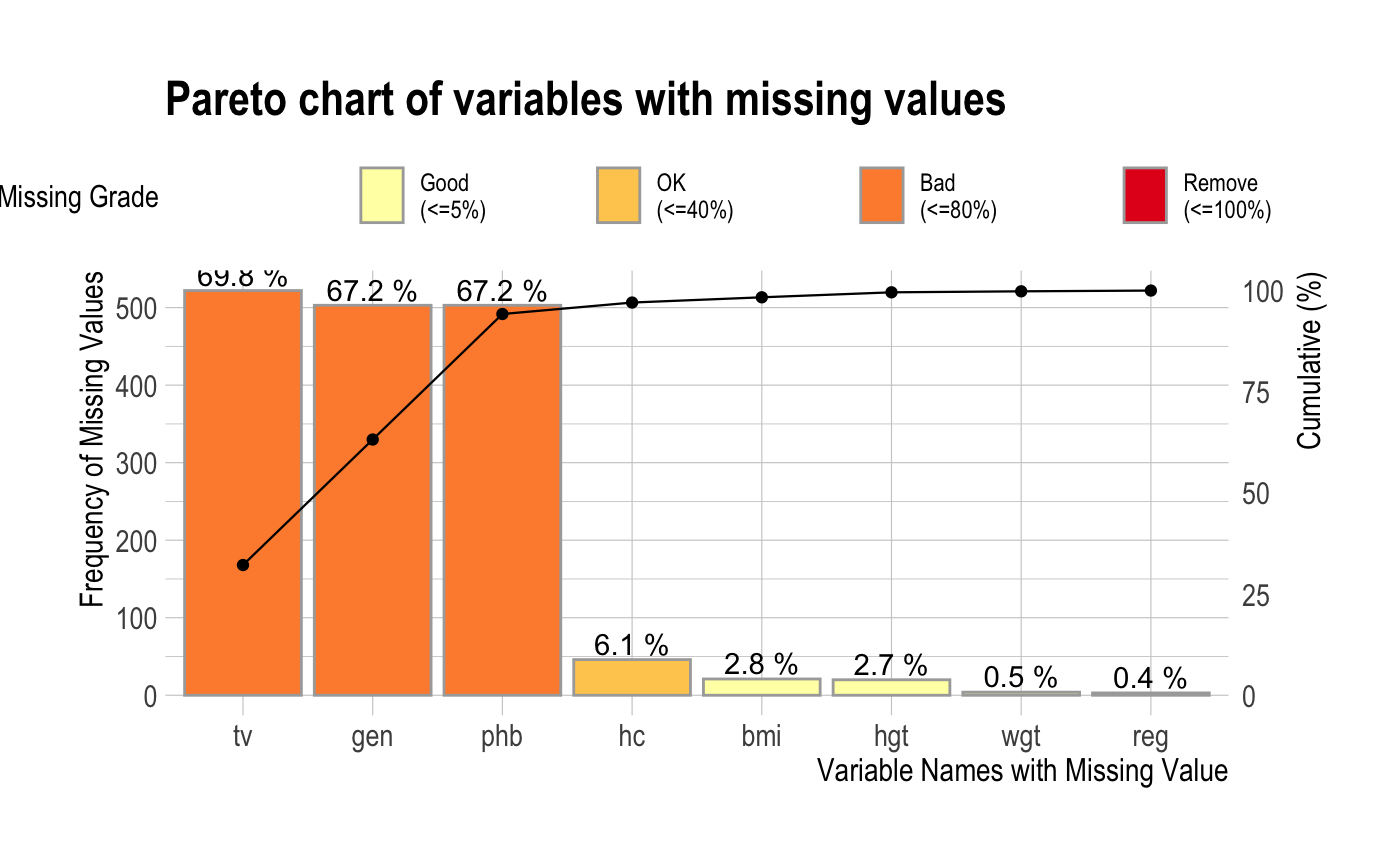 Pareto chart of variables with missing values
Missing Grade
Good
(<=5%)
OK
(<=40%)
Bad
(<=80%)
Remove
(<=100%)
Frequency of Missing Values
500
400
300
200
100
0
69.8 %
67.2 %
67.2 %
6.1 %
2.8 %
2.7 %
0.5 %
0.4 %
100
75
50
25
0
Cumulative (%)
tv
gen
phb
hc
bmi
hgt
wgt
reg
Variable Names with Missing Value